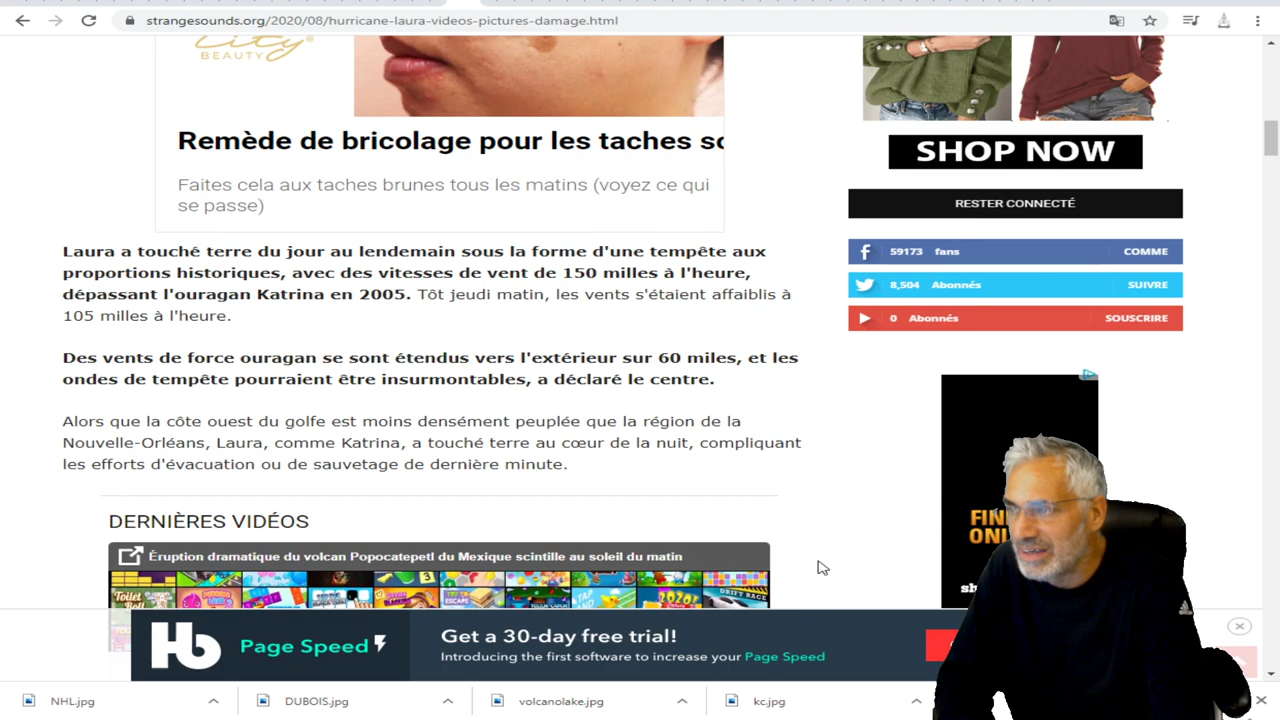 strangesounds.org/2020/08/hurricane-laura-videos-pictures-damage.html
City
BEAUTY
Remède de bricolage pour les taches
Faites cela aux taches brunes tous les matins (voyez ce qui
se passe)
Laura a touché terre du jour au lendemain sous la forme d'une tempête aux
proportions historiques, avec des vitesses de vent de 150 milles à l'heure,
dépassant l'ouragan Katrina en 2005. Tôt jeudi matin, les vents s'étaient affaiblis à
105 milles à l'heure.
Des vents de force ouragan se sont étendus vers l'extérieur sur 60 miles, et les
ondes de tempête pourraient être insurmontables, a déclaré le centre.
Alors que la côte ouest du golfe est moins densément peuplée que la région de la
Nouvelle-Orléans, Laura, comme Katrina, a touché terre au cœur de la nuit, compliquant
les efforts d'évacuation ou de sauvetage de dernière minute.
DERNIÈRES VIDÉOS
Éruption dramatique du volcan Popocatepetl du Mexique scintille au soleil du matin
SHOP NOW
RESTER CONNECTÉ
59173 fans COMME
8,504 Abonnés SUIVRE
0 Abonnés SOUSCRIRE
Hb Page Speed
Get a 30-day free trial!
Introducing the first software to increase your Page Speed
NHL.jpg
DUBOIS.jpg
volcanolake.jpg
kc.jpg